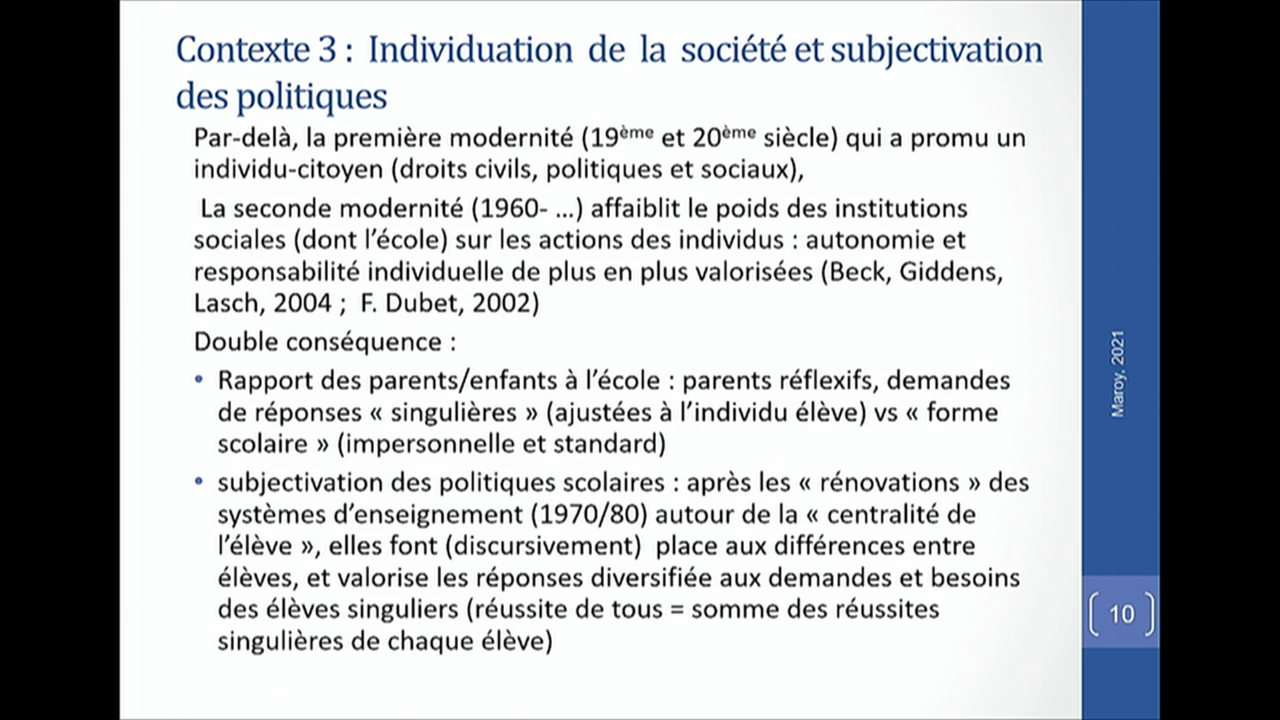 Contexte 3 : Individuation de la société et subjectivation
des politiques
Par-delà, la première modernité (19ème et 20ème siècle) qui a promu un
individu-citoyen (droits civils, politiques et sociaux),
La seconde modernité (1960- ...) affaiblit le poids des institutions
sociales (dont l'école) sur les actions des individus : autonomie et
responsabilité individuelle de plus en plus valorisées (Beck, Giddens,
Lasch, 2004 ; F. Dubet, 2002)
Double conséquence :
• Rapport des parents/enfants à l'école : parents réflexifs, demandes
de réponses « singulières » (ajustées à l'individu élève) vs « forme
scolaire » (impersonnelle et standard)
• subjectivation des politiques scolaires : après les « rénovations » des
systèmes d'enseignement (1970/80) autour de la « centralité de
l'élève », elles font (discursivement) place aux différences entre
élèves, et valorise les réponses diversifiée aux demandes et besoins
des élèves singuliers (réussite de tous = somme des réussites
singulières de chaque élève)
Maroy, 2021
10